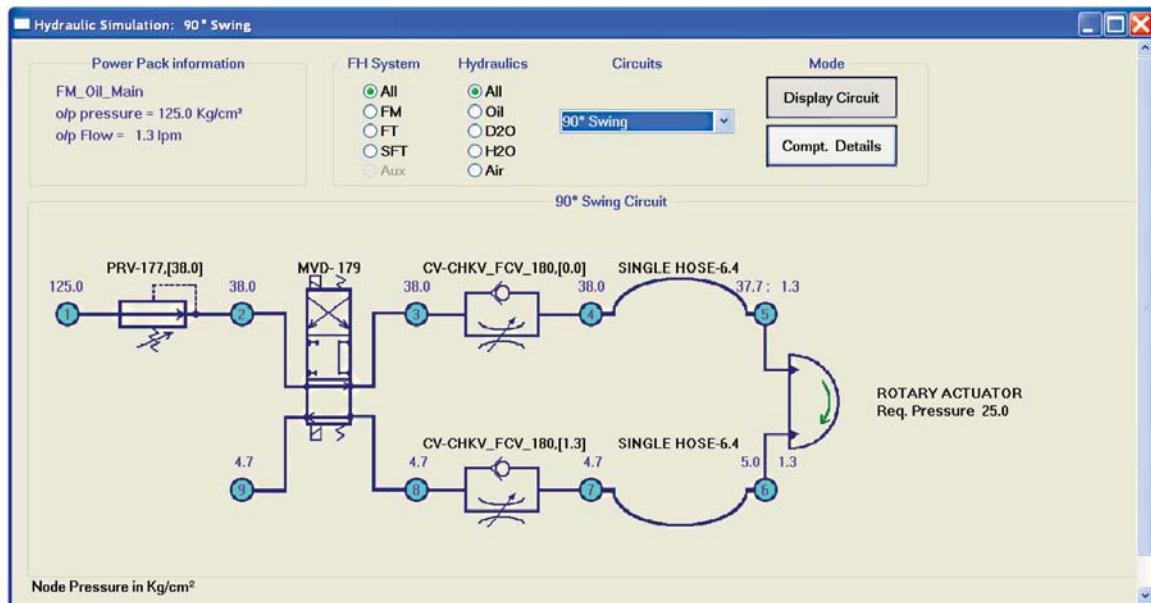 Hydraulic Simulation: 90° Swing
Power Pack information
FM_Oil_Main
o/p pressure = 125.0 Kg/cm²
o/p Flow = 1.3 lpm
FH System
All
FM
FT
SFT
Aux
Hydraulics
All
Oil
D2O
H2O
Air
Circuits
90° Swing
Mode
Display Circuit
Compt. Details
90° Swing Circuit
PRV-177,[38.0]
MVD- 179
CV-CHKV_FCV_180,[0.0]
SINGLE HOSE-6.4
125.0
38.0
38.0
38.0
37.7 : 1.3
1
2
3
4
5
ROTARY ACTUATOR
Req. Pressure 25.0
CV-CHKV_FCV_180,[1.3]
SINGLE HOSE-6.4
4.7
4.7
4.7
5.0 1.3
9
8
7
6
Node Pressure in Kg/cm²